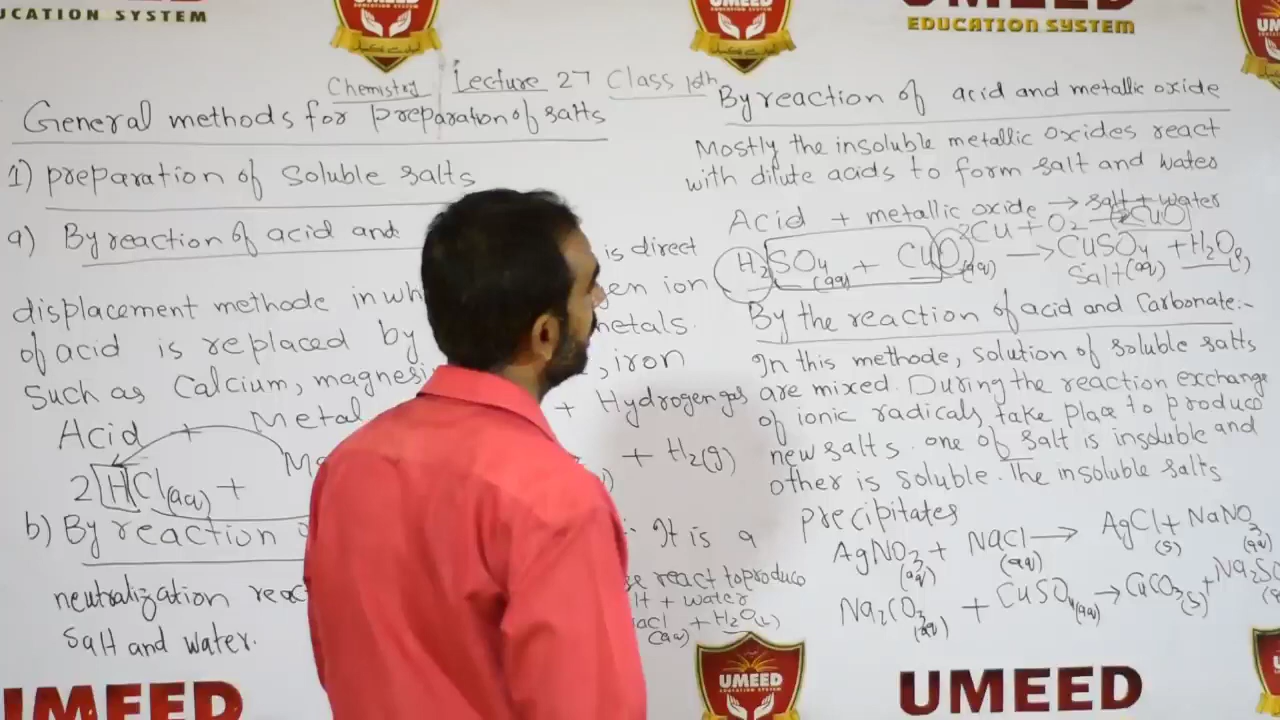 UCATION SYSTEM
EDUCATION SYSTEM
Chemistry Lecture 27 Class 10th
General methods for preparation of salts
1) preparation of soluble salts
a) By reaction of acid and
is direct
displacement methode in wh
en ion
of acid is replaced by
metals.
Such as Calcium, magnesi
, iron
Acid + Metal
+ Hydrogen gas
2HCl(aq) + M
+ H2(g)
b) By reaction
It is a
neutralization reac
react to produce
Salt and water.
lt + water
acl + H2O(l)
(aq)
By reaction of acid and metallic oxide
Mostly the insoluble metallic oxcides react
with dilute acids to form salt and water
Acid + metallic oxide → salt + water
2Cu + O2 → 2CuO
H2SO4(aq) + CuO(aq) → CuSO4(aq) + H2O(l)
Salt
By the reaction of acid and Carbonate:-
In this methode, solution of soluble salts
are mixed. During the reaction exchange
of ionic radicals take place to produce
new salts. one of salt is insoluble and
other is soluble. The insoluble salts
precipitates
AgNO3(aq) + NaCl(aq) → AgCl(s) + NaNO3(aq)
Na2CO3(aq) + CuSO4(aq) → CuCO3(s) + Na2SO
UMEED
EDUCATION SYSTEM
UMEED
UMEED